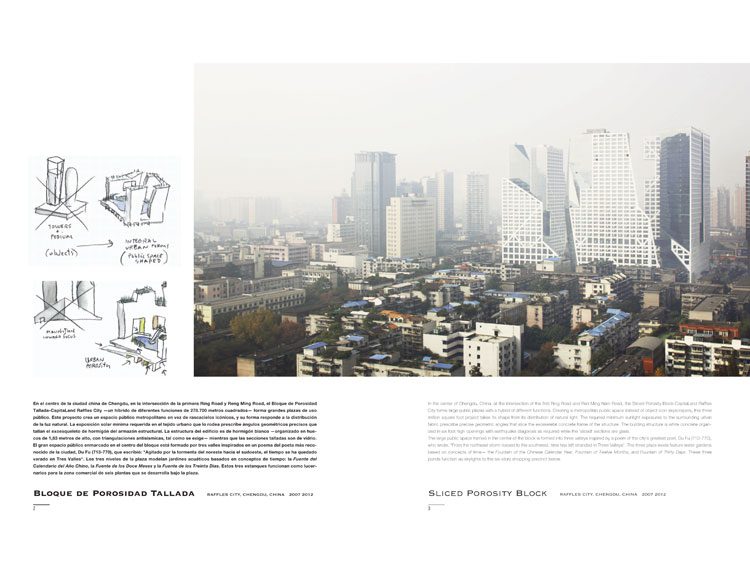 TOWERS
+
PODIUM
(objects)
INTEGRAL
URBAN FORMS
(PUBLIC SPACE
SHAPED)
URBAN
POROSITY
En el centro de la ciudad china de Chengdu, en la intersección de la primera Ring Road y Reng Ming Road, el Bloque de Porosidad
Tallada-CapitaLand Raffles City —un híbrido de diferentes funciones de 278.700 metros cuadrados— forma grandes plazas de uso
público. Este proyecto crea un espacio público metropolitano en vez de rascacielos icónicos, y su forma responde a la distribución
de la luz natural. La exposición solar mínima requerida en el tejido urbano que lo rodea prescribe ángulos geométricos precisos que
tallan el exoesqueleto de hormigón del armazón estructural. La estructura del edificio es de hormigón blanco —organizado en hue-
cos de 1,83 metros de alto, con triangulaciones antisísmicas, tal como se exige— mientras que las secciones talladas son de vidrio.
El gran espacio público enmarcado en el centro del bloque está formado por tres valles inspirados en un poema del poeta más reco-
nocido de la ciudad, Du Fu (713-770), que escribió: "Agitado por la tormenta del noreste hacia el sudoeste, el tiempo se ha quedado
varado en Tres Valles". Los tres niveles de la plaza modelan jardines acuáticos basados en conceptos de tiempo: la Fuente del
Calendario del Año Chino, la Fuente de los Doce Meses y la Fuente de los Treinta Días. Estos tres estanques funcionan como lucer-
narios para la zona comercial de seis plantas que se desarrolla bajo la plaza.
In the center of Chengdu, China, at the intersection of the first Ring Road and Ren Ming Nan Road, the Sliced Porosity Block-CapitaLand Raffles
City forms large public plazas with a hybrid of different functions. Creating a metropolitan public space instead of object-icon skyscrapers, this three
million square foot project takes its shape from its distribution of natural light. The required minimum sunlight exposures to the surrounding urban
fabric prescribe precise geometric angles that slice the exoskeletal concrete frame of the structure. The building structure is white concrete organ-
ized in six foot high openings with earthquake diagonals as required while the "sliced" sections are glass.
The large public space framed in the center of the block is formed into three valleys inspired by a poem of the city's greatest poet, Du Fu (713-770),
who wrote, "From the northeast storm-tossed to the southwest, time has left stranded in Three Valleys". The three plaza levels feature water gardens
based on concepts of time— the Fountain of the Chinese Calendar Year, Fountain of Twelve Months, and Fountain of Thirty Days. These three
ponds function as skylights to the six-story shopping precinct below.
BLOQUE DE POROSIDAD TALLADA RAFFLES CITY, CHENGDU, CHINA 2007 2012
SLICED POROSITY BLOCK RAFFLES CITY, CHENGDU, CHINA 2007 2012
2
3